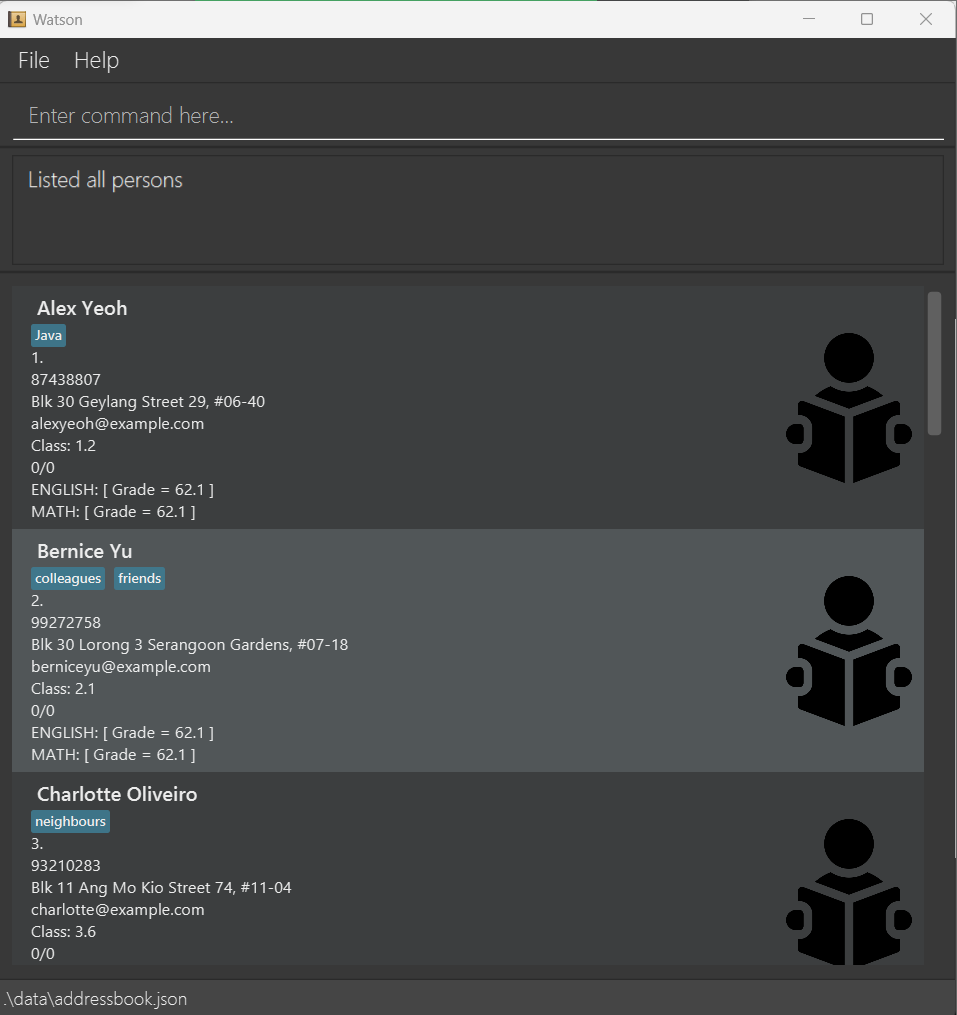 Watson
File Help
Enter command here...
Listed all persons
Alex Yeoh
Java
1.
87438807
Blk 30 Geylang Street 29, #06-40
alexyeoh@example.com
Class: 1.2
0/0
ENGLISH: [ Grade = 62.1 ]
MATH: [ Grade = 62.1 ]
Bernice Yu
colleagues friends
2.
99272758
Blk 30 Lorong 3 Serangoon Gardens, #07-18
berniceyu@example.com
Class: 2.1
0/0
ENGLISH: [ Grade = 62.1 ]
MATH: [ Grade = 62.1 ]
Charlotte Oliveiro
neighbours
3.
93210283
Blk 11 Ang Mo Kio Street 74, #11-04
charlotte@example.com
Class: 3.6
0/0
.\data\addressbook.json